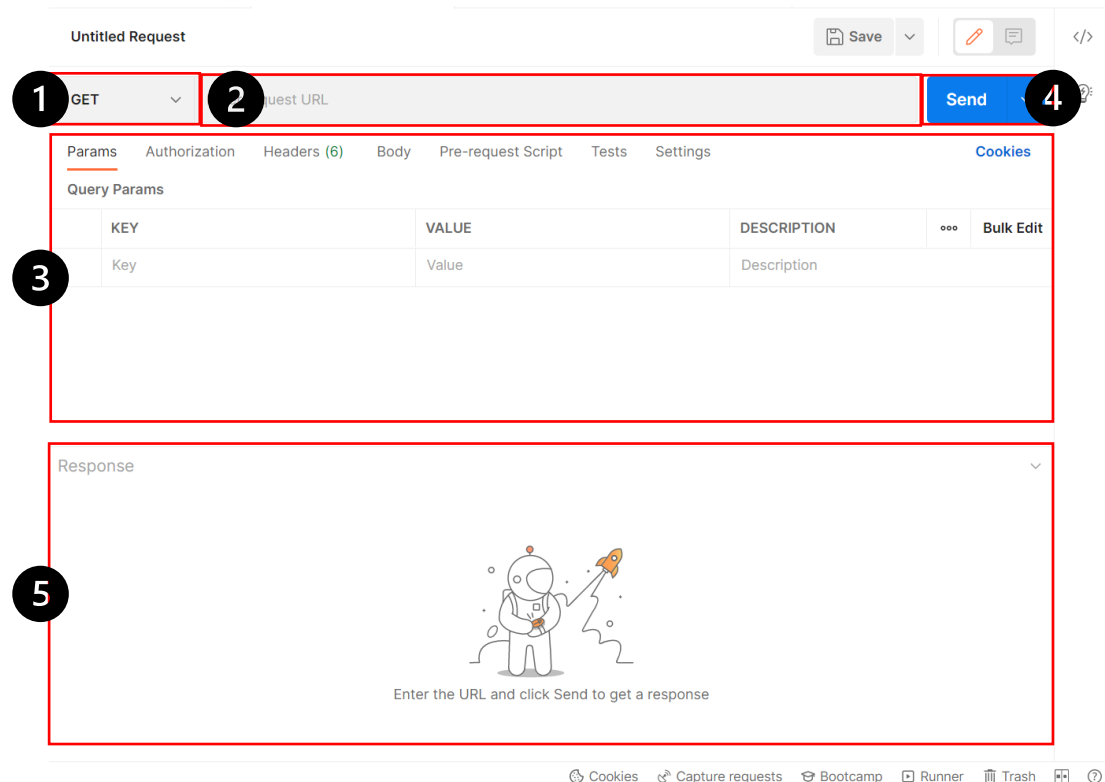 Untitled Request
Save
</>
1 GET 2 quest URL Send 4
Params Authorization Headers (6) Body Pre-request Script Tests Settings Cookies
Query Params
KEY VALUE DESCRIPTION Bulk Edit
Key Value Description
3
Response
5
Enter the URL and click Send to get a response
Cookies Capture requests Bootcamp Runner Trash